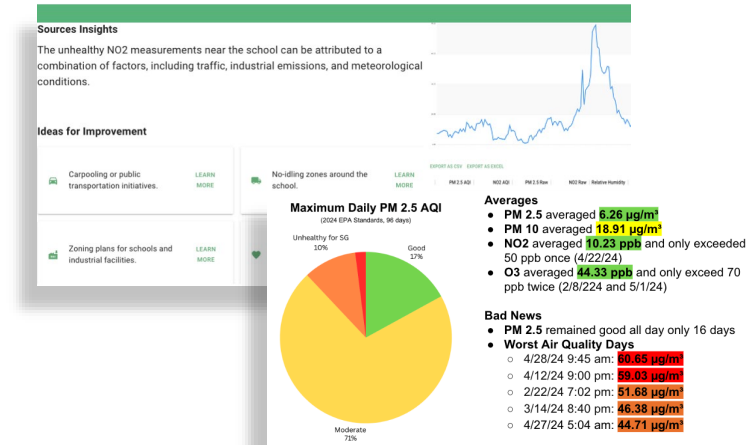 Sources Insights
The unhealthy NO2 measurements near the school can be attributed to a
combination of factors, including traffic, industrial emissions, and meteorological
conditions.
Ideas for Improvement
Carpooling or public
transportation initiatives.
LEARN
MORE
No-idling zones around the
school.
LEARN
MORE
Zoning plans for schools and
industrial facilities.
LEARN
MORE
EXPORT AS CSV EXPORT AS EXCEL
PM 2.5 AQI NO2 AQI PM 2.5 Raw NO2 Raw Relative Humidity
Maximum Daily PM 2.5 AQI
(2024 EPA Standards, 96 days)
Unhealthy for SG
10%
Good
17%
Moderate
71%
Averages
● PM 2.5 averaged 6.26 µg/m³
● PM 10 averaged 18.91 µg/m³
● NO2 averaged 10.23 ppb and only exceeded
50 ppb once (4/22/24)
● O3 averaged 44.33 ppb and only exceed 70
ppb twice (2/8/224 and 5/1/24)
Bad News
● PM 2.5 remained good all day only 16 days
● Worst Air Quality Days
○ 4/28/24 9:45 am: 60.65 µg/m³
○ 4/12/24 9:00 pm: 59.03 µg/m³
○ 2/22/24 7:02 pm: 51.68 µg/m³
○ 3/14/24 8:40 pm: 46.38 µg/m³
○ 4/27/24 5:04 am: 44.71 µg/m³